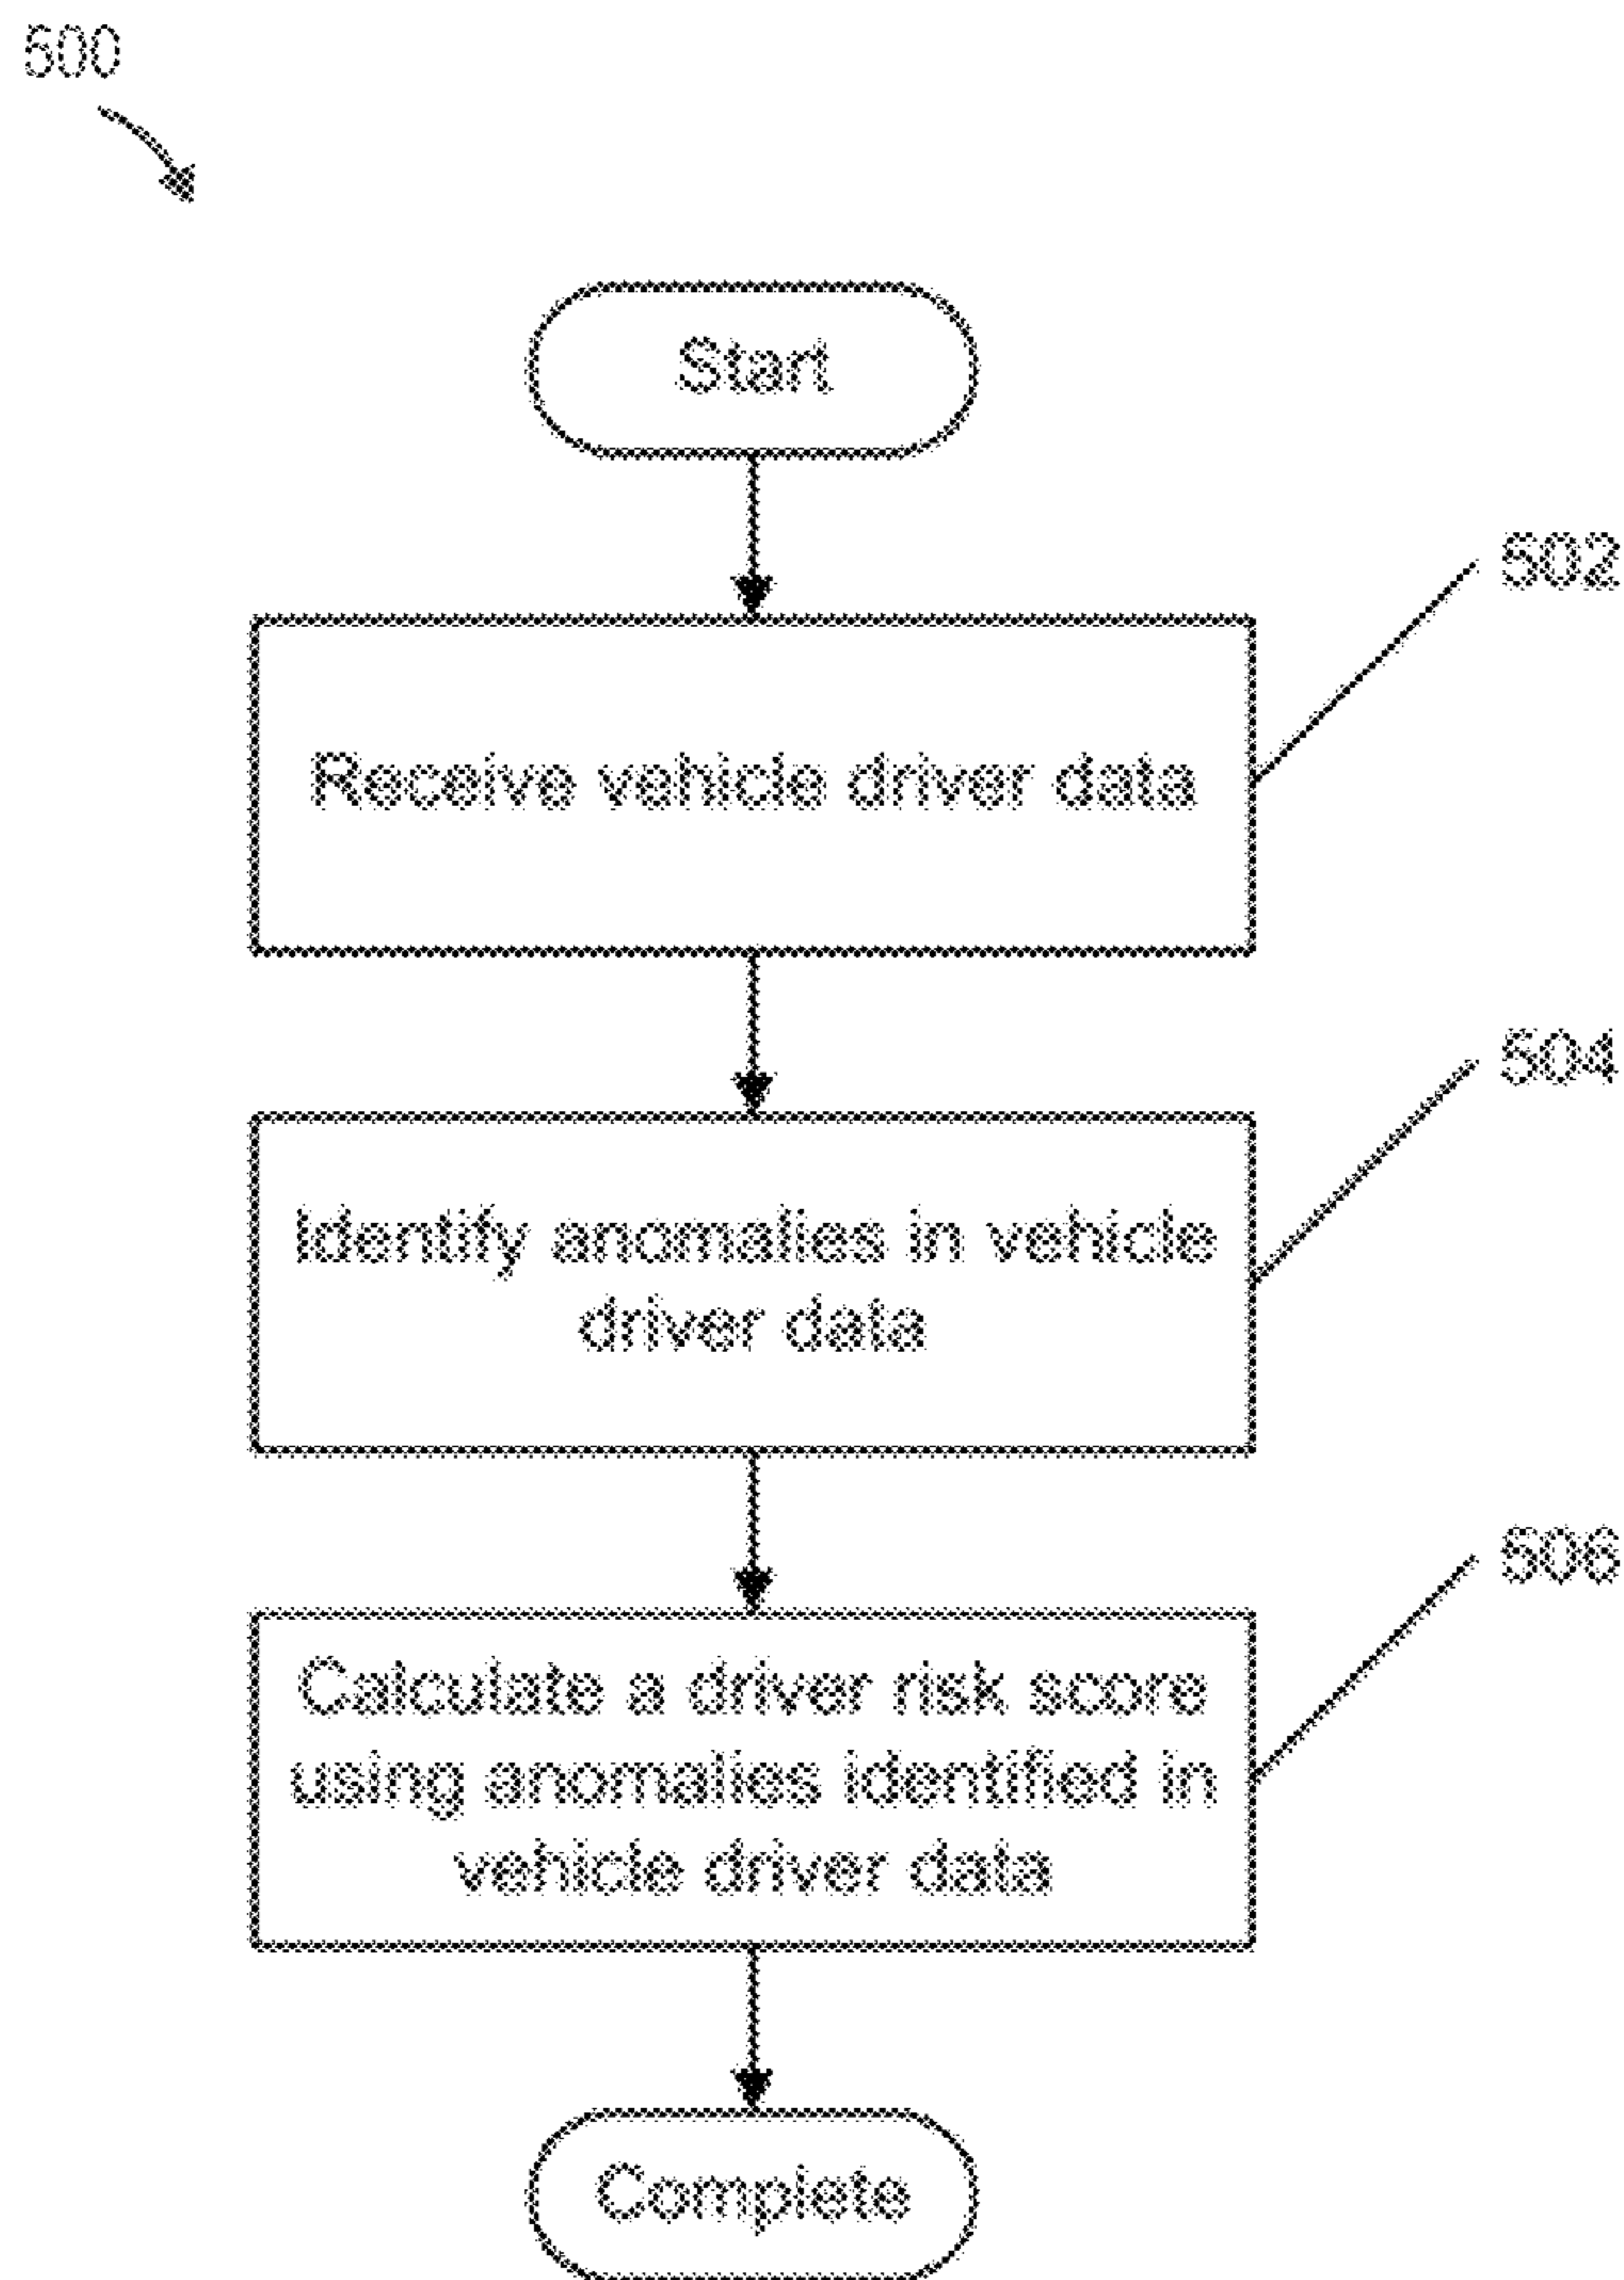 500
Start
502
Receive vehicle driver data
504
Identify anomalies in vehicle
driver data
506
Calculate a driver risk score
using anomalies identified in
vehicle driver data
Complete